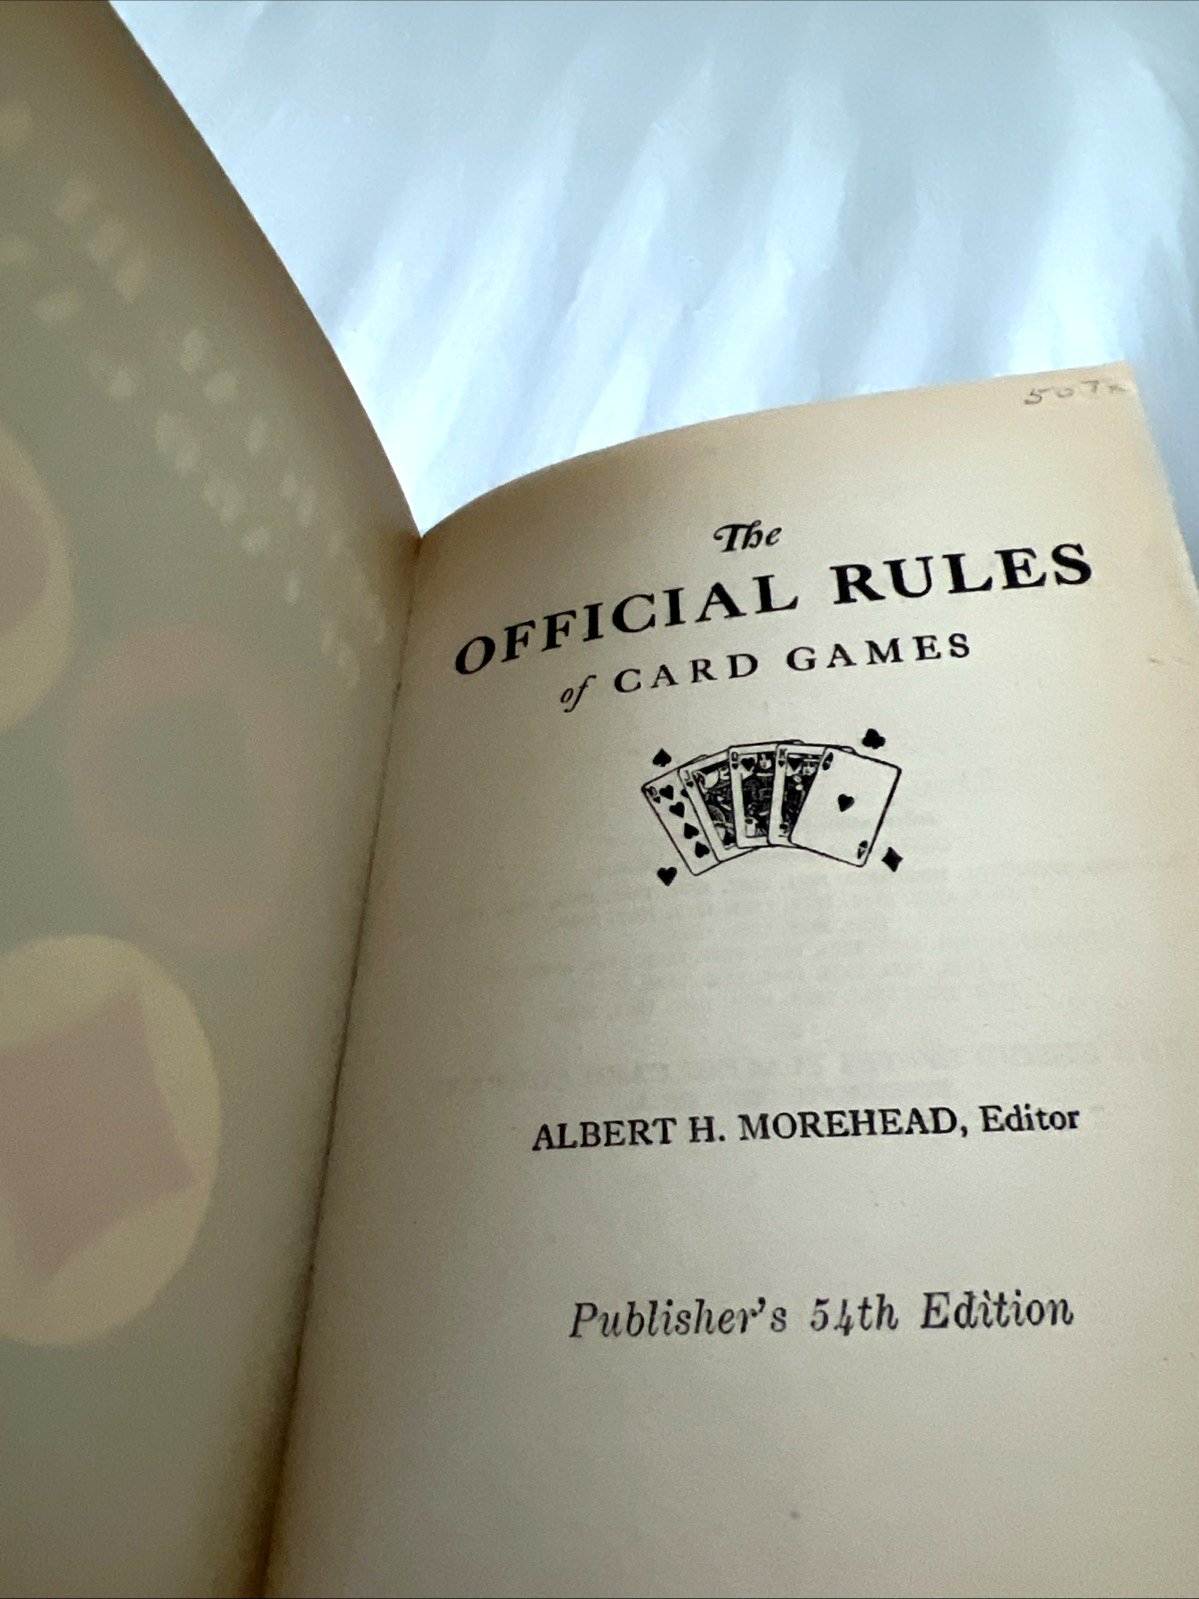 507x
The
OFFICIAL RULES
of CARD GAMES
ALBERT H. MOREHEAD, Editor
Publisher's 54th Edition